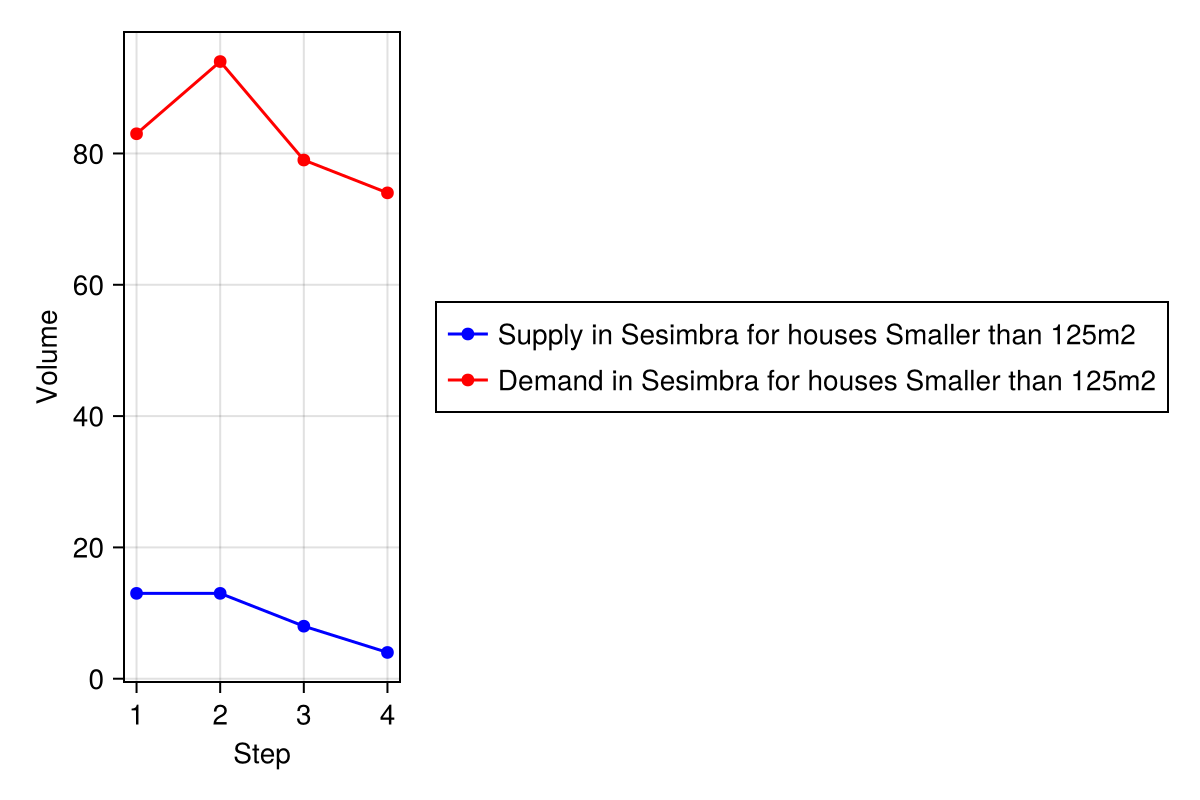 80
60
40
20
0
Volume
1 2 3 4
Step
Supply in Sesimbra for houses Smaller than 125m2
Demand in Sesimbra for houses Smaller than 125m2